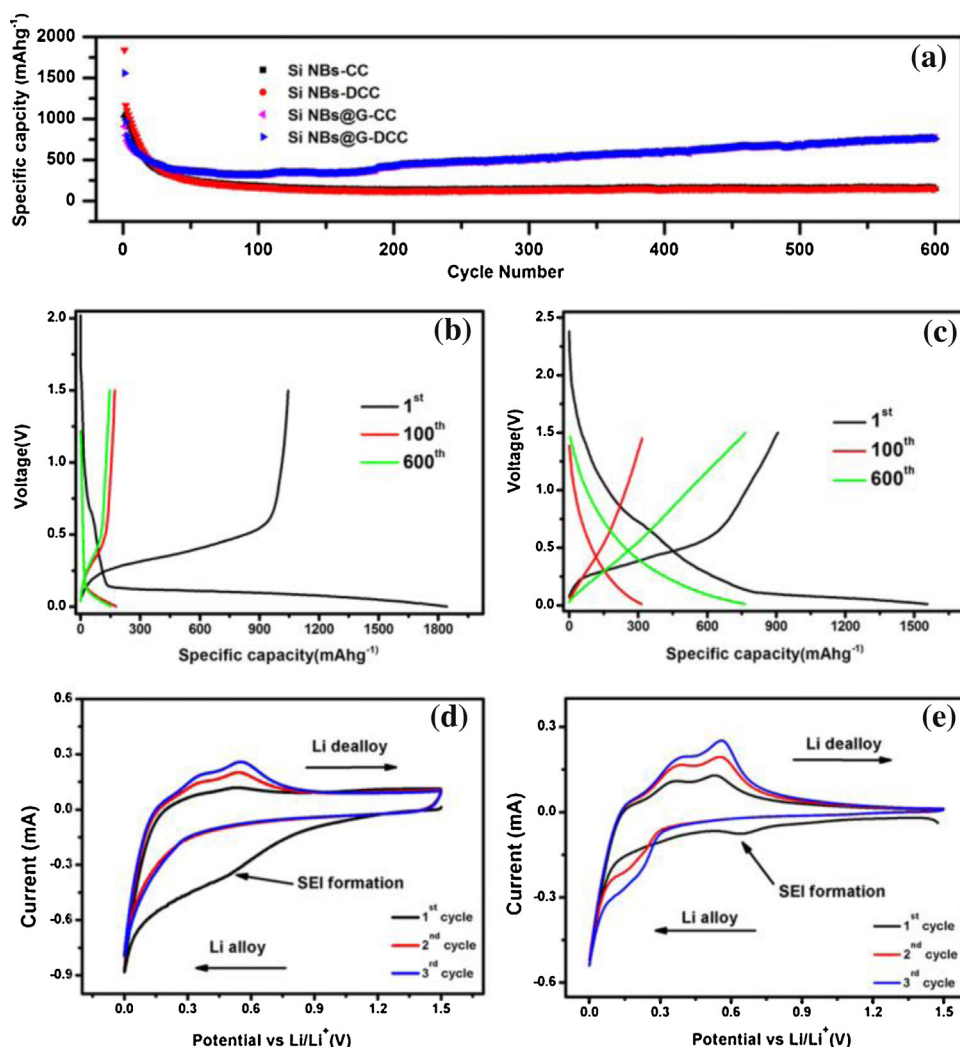 (a)
Specific capcity (mAhg⁻¹)
2000
1500
1000
500
0
Si NBs-CC
Si NBs-DCC
Si NBs@G-CC
Si NBs@G-DCC
0 100 200 300 400 500 600
Cycle Number
(b)
Voltage(V)
2.0
1.5
1.0
0.5
0.0
1st
100th
600th
0 300 600 900 1200 1500 1800
Specific capacity(mAhg⁻¹)
(c)
Voltage(V)
2.5
2.0
1.5
1.0
0.5
0.0
1st
100th
600th
0 300 600 900 1200 1500
Specific capacity(mAhg⁻¹)
(d)
Current (mA)
0.6
0.3
0.0
-0.3
-0.6
-0.9
Li dealloy
SEI formation
Li alloy
1st cycle
2nd cycle
3rd cycle
0.0 0.3 0.6 0.9 1.2 1.5
Potential vs Li/Li⁺(V)
(e)
Current (mA)
0.3
0.0
-0.3
-0.6
Li dealloy
SEI formation
Li alloy
1st cycle
2nd cycle
3rd cycle
0.0 0.3 0.6 0.9 1.2 1.5
Potential vs Li/Li⁺(V)